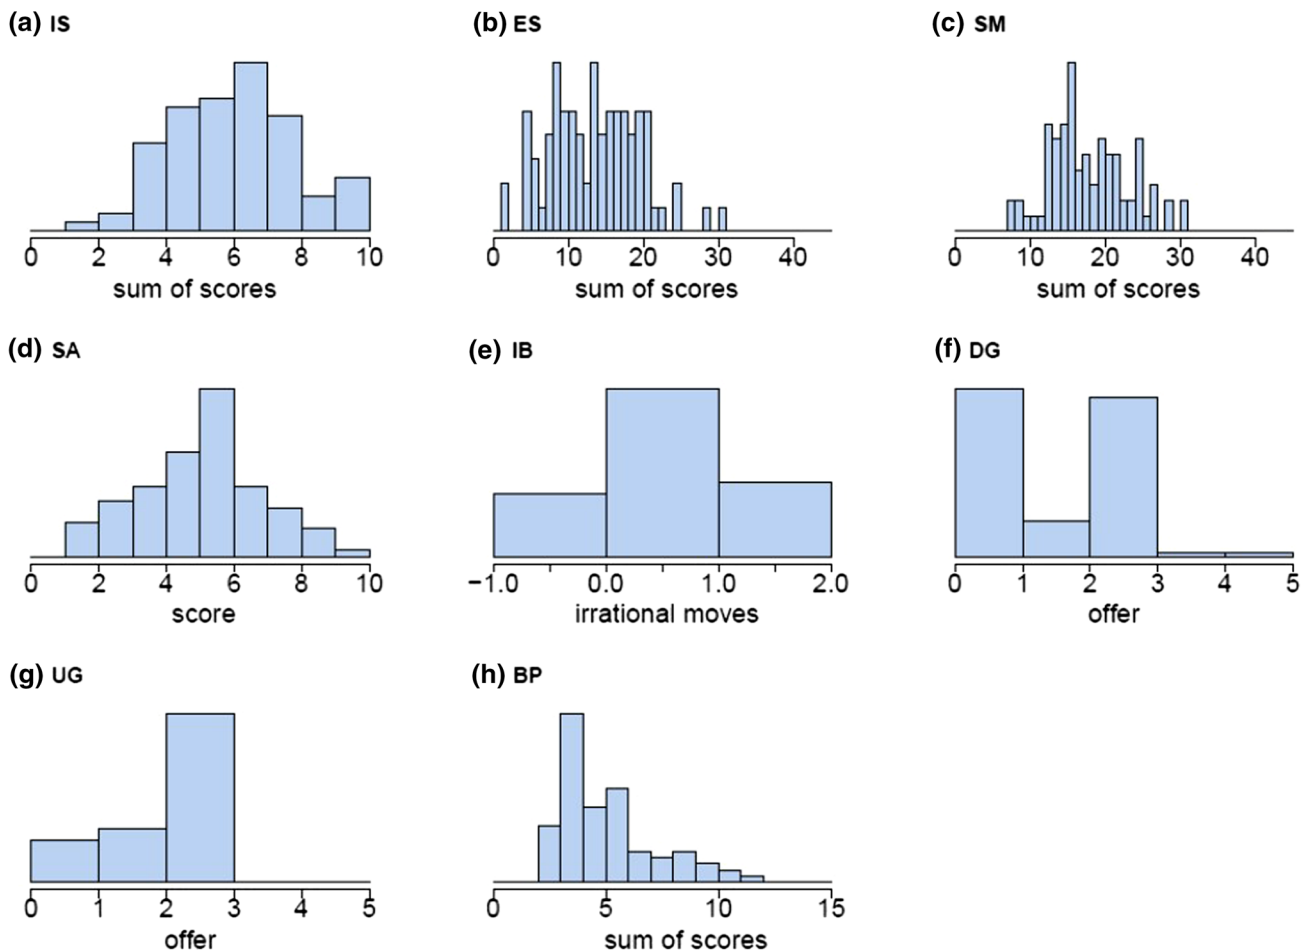 (a) IS
(b) ES
(c) SM
0 2 4 6 8 10
sum of scores
0 10 20 30 40
sum of scores
0 10 20 30 40
sum of scores
(d) SA
(e) IB
(f) DG
0 2 4 6 8 10
score
−1.0 0.0 1.0 2.0
irrational moves
0 1 2 3 4 5
offer
(g) UG
(h) BP
0 1 2 3 4 5
offer
0 5 10 15
sum of scores